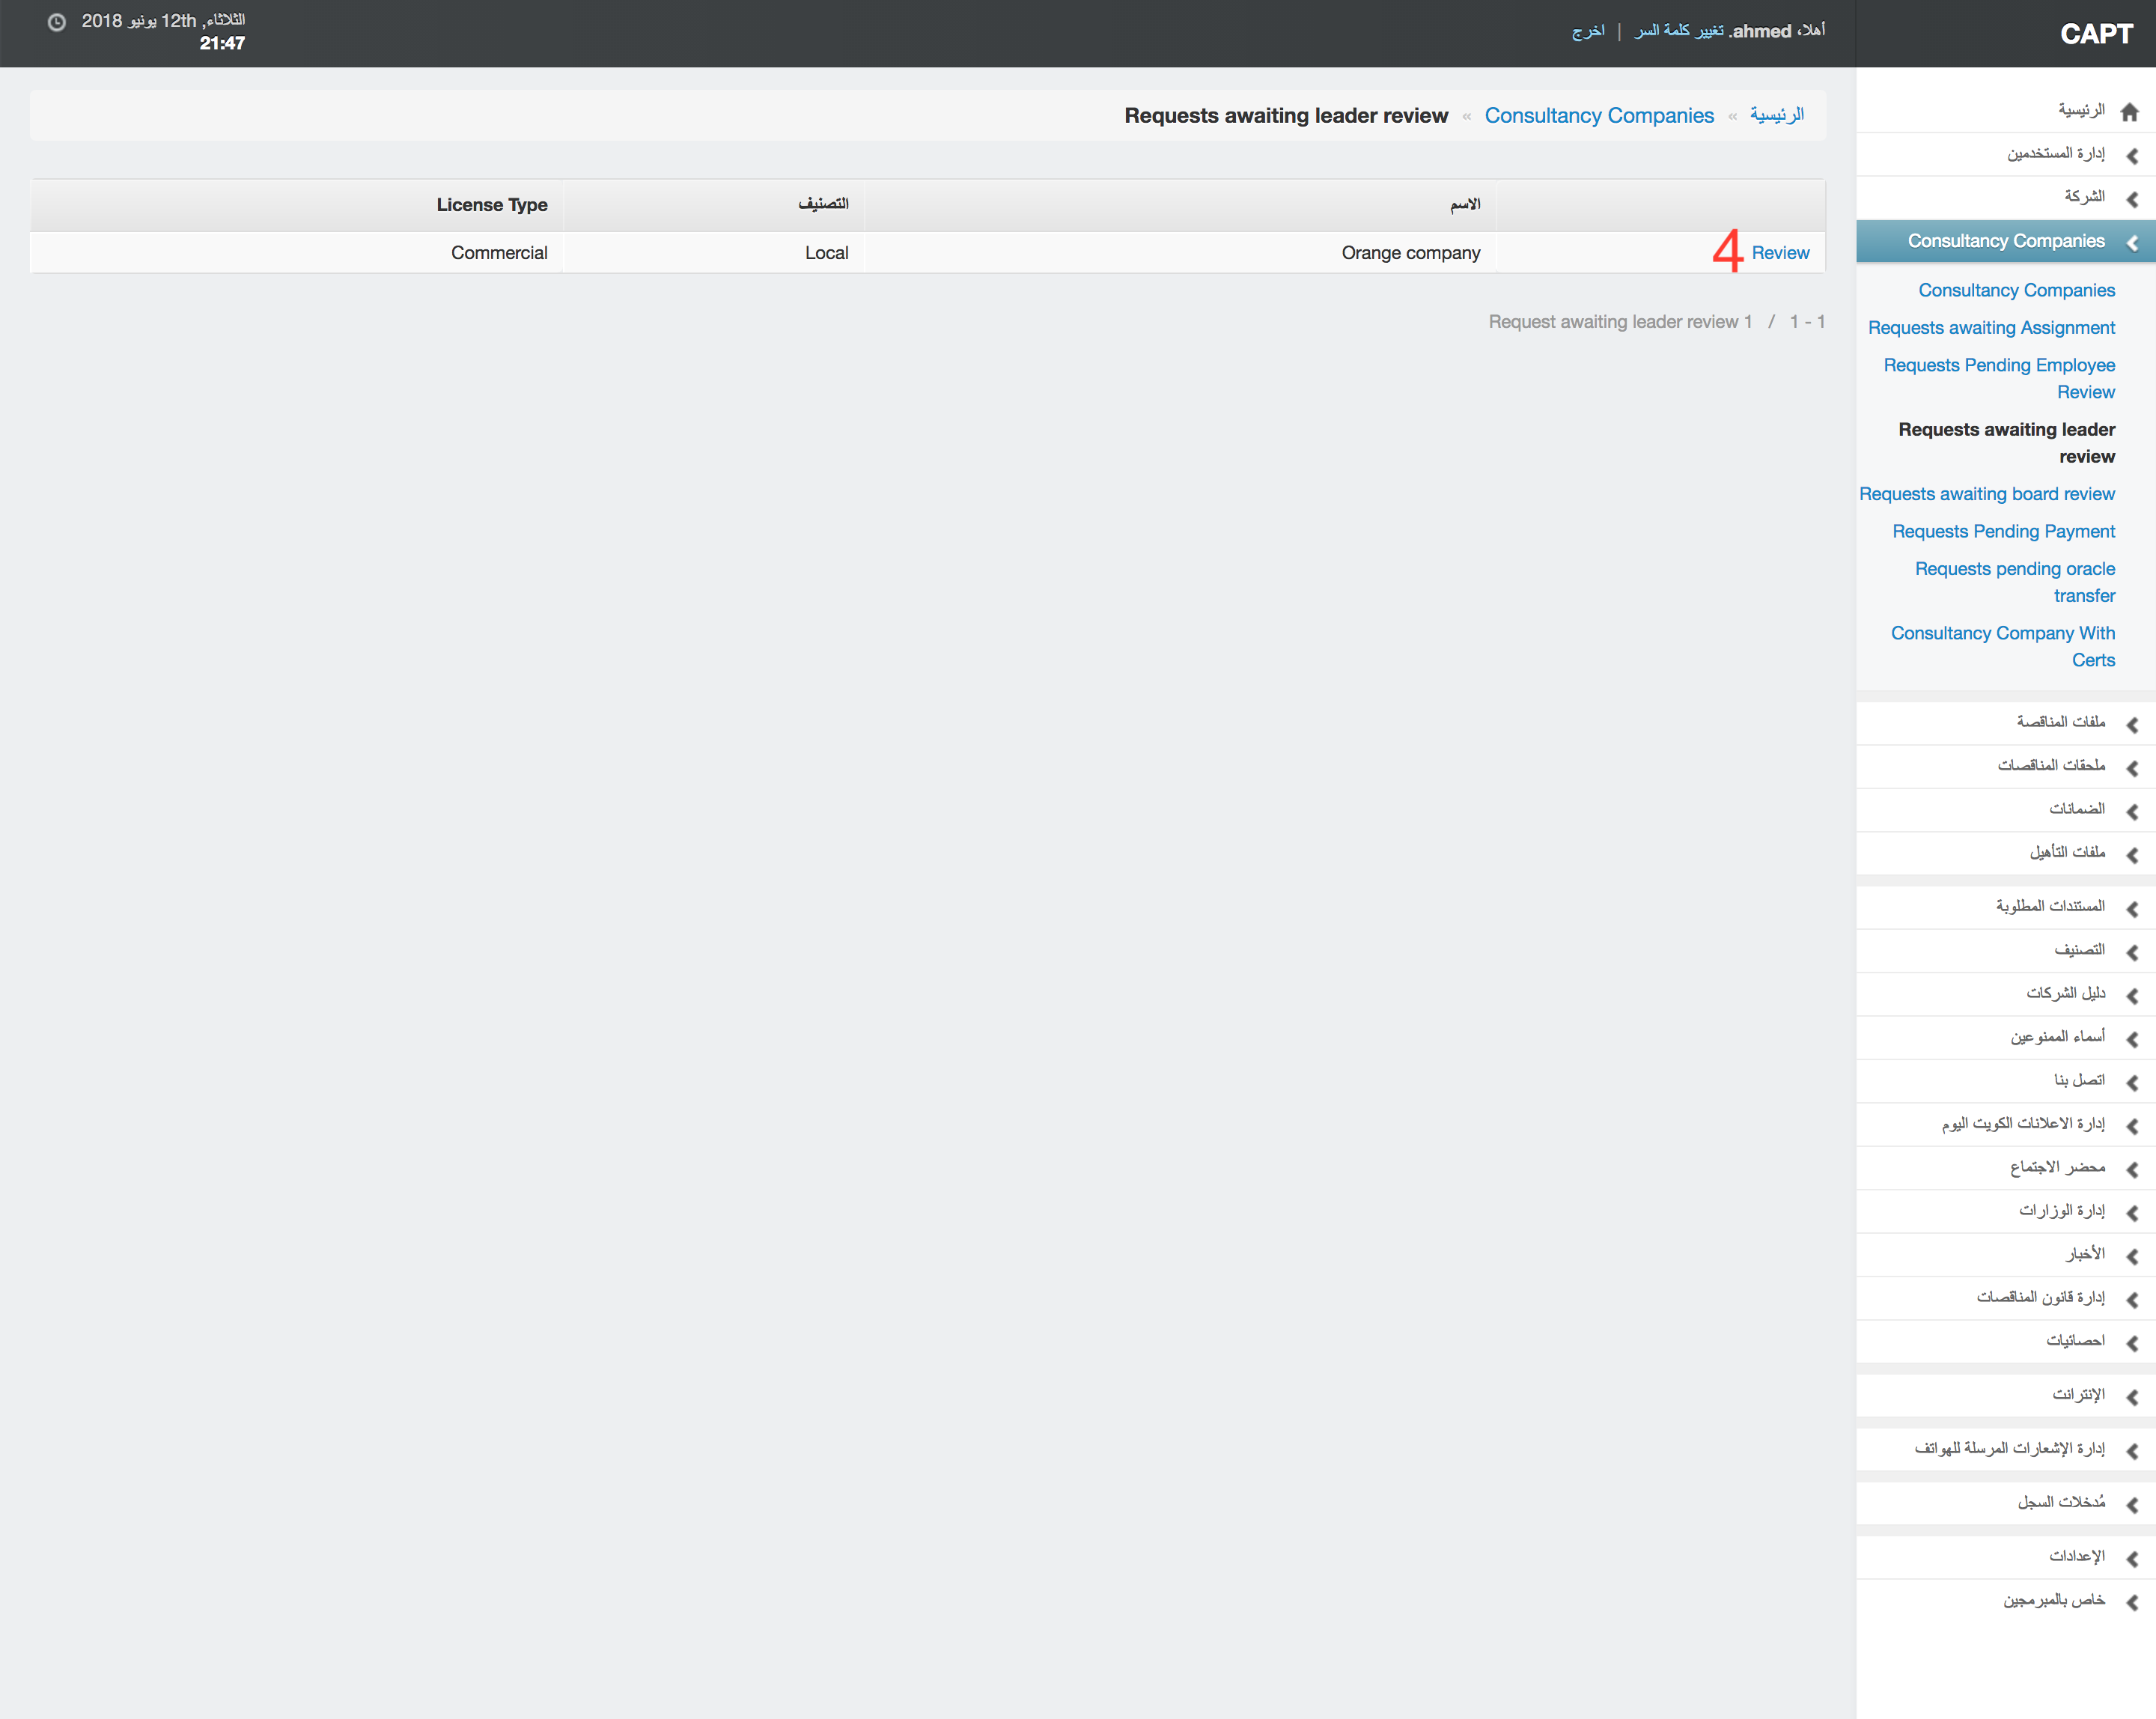 CAPT
أهلا، ahmed. تغيير كلمة السر | اخرج
الثلاثاء, 12th يونيو 2018
21:47
الرئيسية » Consultancy Companies » Requests awaiting leader review
الاسم التصنيف License Type
4 Review Orange company Local Commercial
Request awaiting leader review 1 / 1 - 1
الرئيسية
إدارة المستخدمين
الشركة
Consultancy Companies
Consultancy Companies
Requests awaiting Assignment
Requests Pending Employee
Review
Requests awaiting leader
review
Requests awaiting board review
Requests Pending Payment
Requests pending oracle
transfer
Consultancy Company With
Certs
ملفات المناقصة
ملحقات المناقصات
الضمانات
ملفات التأهيل
المستندات المطلوبة
التصنيف
دليل الشركات
أسماء الممنوعين
اتصل بنا
إدارة الاعلانات الكويت اليوم
محضر الاجتماع
إدارة الوزارات
الأخبار
إدارة قانون المناقصات
احصائيات
الإنترانت
إدارة الإشعارات المرسلة للهواتف
مُدخلات السجل
الإعدادات
خاص بالمبرمجين